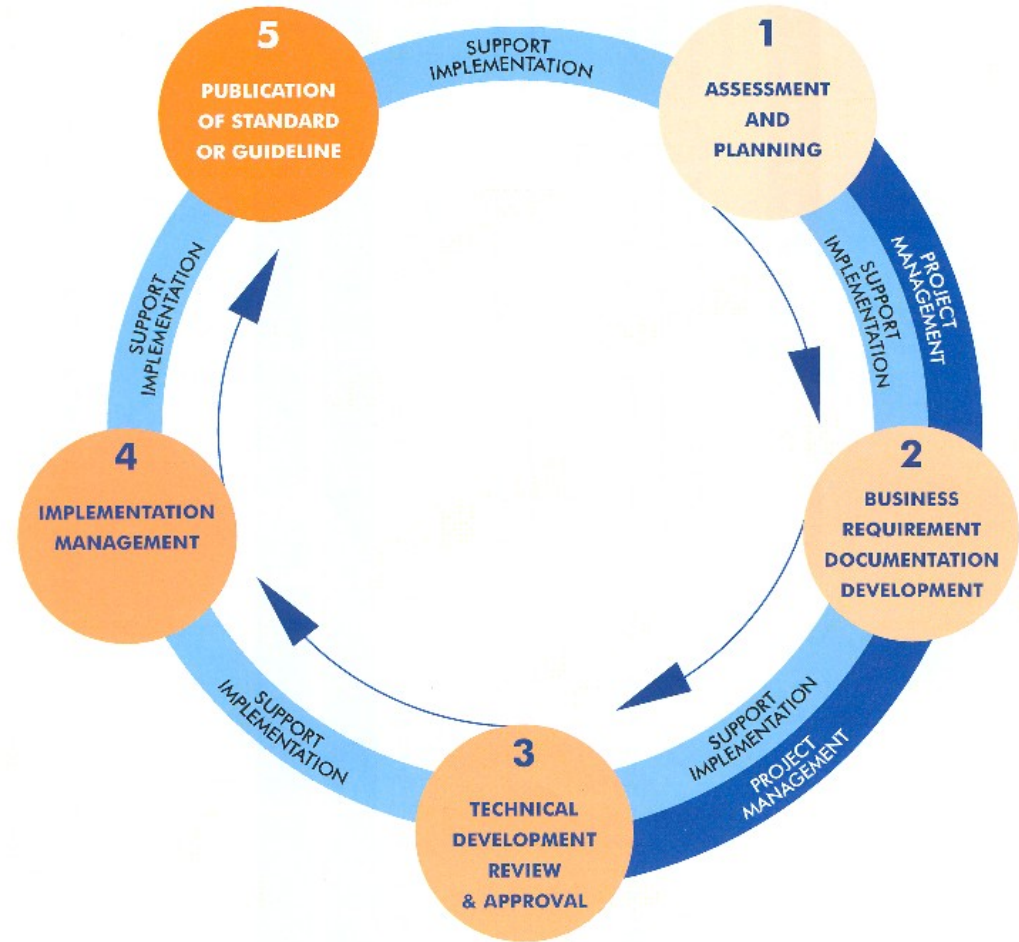 5
PUBLICATION
OF STANDARD
OR GUIDELINE
SUPPORT
IMPLEMENTATION
1
ASSESSMENT
AND
PLANNING
SUPPORT
IMPLEMENTATION
PROJECT
MANAGEMENT
2
BUSINESS
REQUIREMENT
DOCUMENTATION
DEVELOPMENT
SUPPORT
IMPLEMENTATION
PROJECT
MANAGEMENT
3
TECHNICAL
DEVELOPMENT
REVIEW
& APPROVAL
SUPPORT
IMPLEMENTATION
4
IMPLEMENTATION
MANAGEMENT
SUPPORT
IMPLEMENTATION